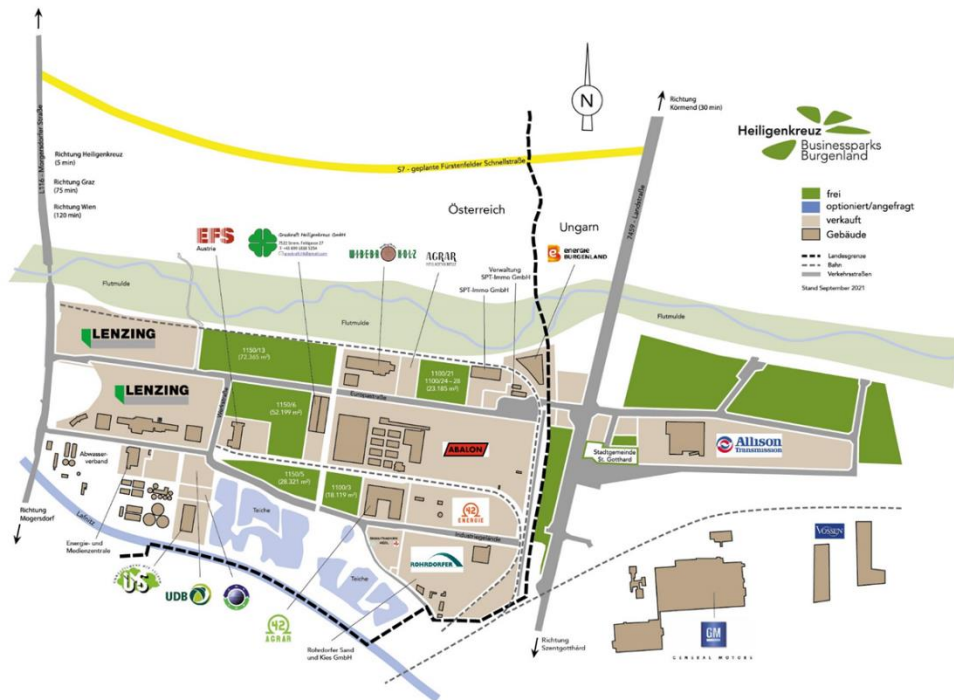 N
Richtung
Körmend (30 min)
Heiligenkreuz
Businessparks
Burgenland
L116 - Mogersdorfer Straße
S7 - geplante Fürstenfelder Schnellstraße
7459 - Landstraße
Richtung Heiligenkreuz
(5 min)
Richtung Graz
(75 min)
Richtung Wien
(120 min)
frei
optioniert/angefragt
verkauft
Gebäude
Landesgrenze
Bahn
Verkehrsstraßen
Stand September 2021
Österreich
Ungarn
EFS
Austria
Graskraft Heiligenkreuz GmbH
WIDERN HOLZ
AGRAR
energie
BURGENLAND
Verwaltung
SPT-Immo GmbH
SPT-Immo GmbH
Flutmulde
Flutmulde
Flutmulde
LENZING
1150/13
(72.365 m²)
1100/21
1100/24 - 28
(23.185 m²)
Europastraße
LENZING
1150/6
(52.199 m²)
ABALON
Stadtgemeinde
St. Gotthard
Allison
Transmission
Abwasser-
verband
1150/5
(28.321 m²)
1100/3
(18.119 m²)
42
ENERGIE
Industriegelände
Richtung
Mogersdorf
Lafnitz
Teiche
Teiche
ROHRDORFER
VOSSEN
Energie- und
Medienzentrale
UDB
42
AGRAR
Rohrdorfer Sand
und Kies GmbH
Richtung
Szentgotthárd
GM
GENERAL MOTORS